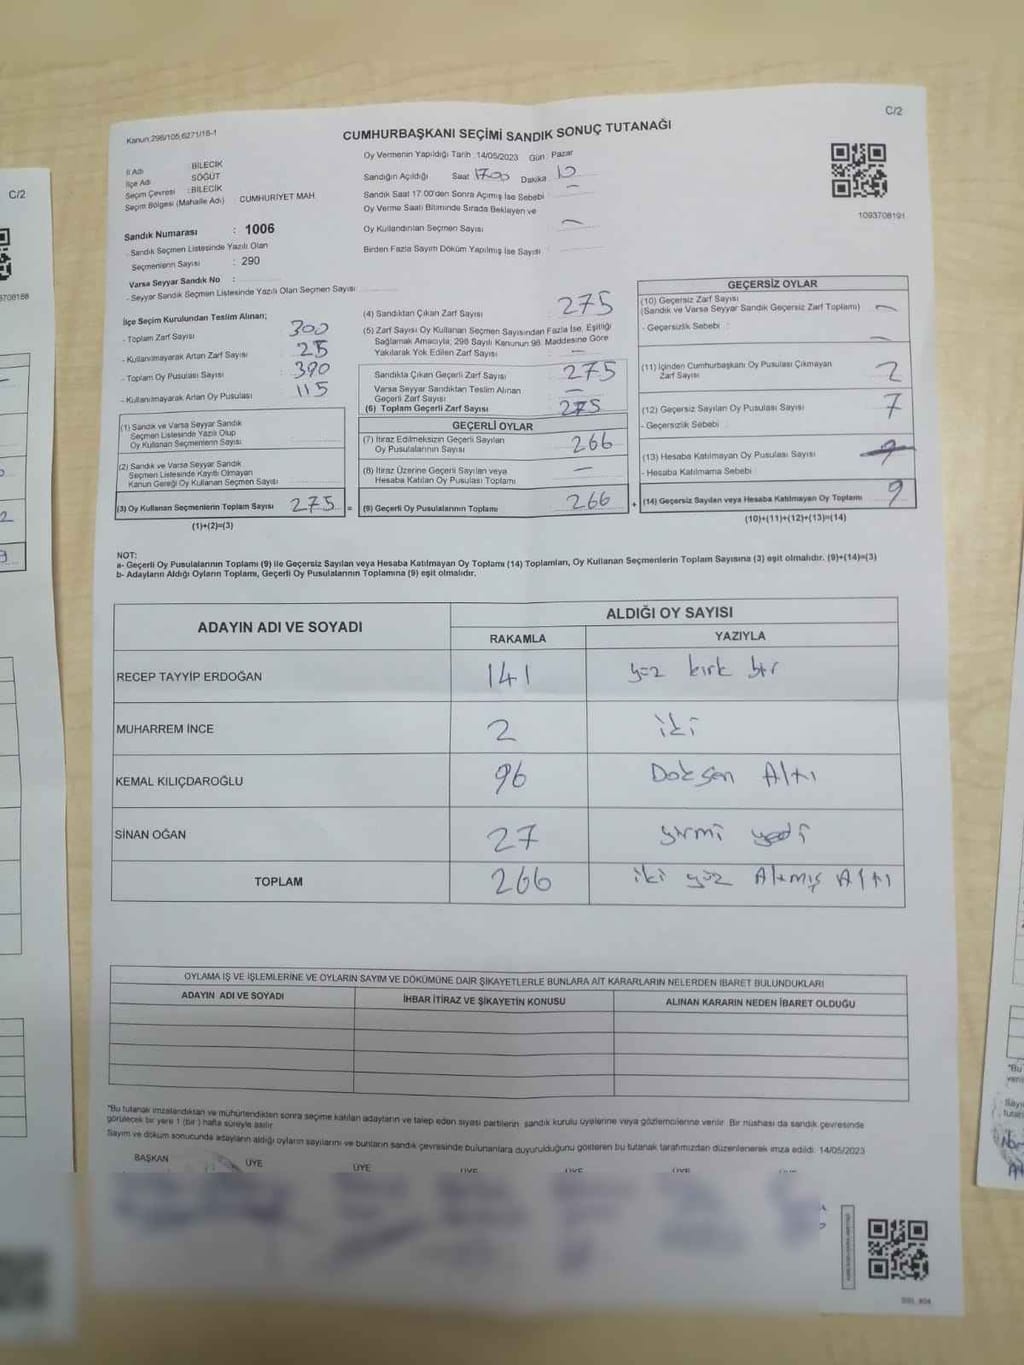 C/2
Kanun:298/105,6271/18-1
CUMHURBAŞKANI SEÇİMİ SANDIK SONUÇ TUTANAĞI
İl Adı : BİLECİK
İlçe Adı SÖĞÜT
Seçim Çevresi : BİLECİK
Seçim Bölgesi (Mahalle Adı) CUMHURİYET MAH
Oy Vermenin Yapıldığı Tarih :14/05/2023 Gün : Pazar
Sandığın Açıldığı Saat 1700 Dakika 10
Sandık Saat 17.00'den Sonra Açımış İse Sebebi —
Oy Verme Saati Bitiminde Sırada Bekleyen ve
Oy Kullandırılan Seçmen Sayısı —
Birden Fazla Sayım Döküm Yapılmış İse Sayısı
1093708191
Sandık Numarası : 1006
- Sandık Seçmen Listesinde Yazılı Olan
Seçmenlerin Sayısı : 290
Varsa Seyyar Sandık No :
- Seyyar Sandık Seçmen Listesinde Yazılı Olan Seçmen Sayısı
İlçe Seçim Kurulundan Teslim Alınan;
- Toplam Zarf Sayısı 300
- Kullanılmayarak Artan Zarf Sayısı 25
- Toplam Oy Pusulası Sayısı : 390
- Kullanılmayarak Artan Oy Pusulası 115
(1) Sandık ve Varsa Seyyar Sandık
Seçmen Listesinde Yazılı Olup
Oy Kullanan Seçmenlerin Sayısı
(2) Sandık ve Varsa Seyyar Sandık
Seçmen Listesinde Kayıtlı Olmayan
Kanun Gereği Oy Kullanan Seçmen Sayısı
(3) Oy Kullanan Seçmenlerin Toplam Sayısı 275 =
(1)+(2)=(3)
(4) Sandıktan Çıkan Zarf Sayısı 275
(5) Zarf Sayısı Oy Kullanan Seçmen Sayısından Fazla İse, Eşitliği
Sağlamak Amacıyla, 298 Sayılı Kanunun 98. Maddesine Göre
Yakılarak Yok Edilen Zarf Sayısı —
Sandıkta Çıkan Geçerli Zarf Sayısı 275
Varsa Seyyar Sandıktan Teslim Alınan
Geçerli Zarf Sayısı —
(6) Toplam Geçerli Zarf Sayısı 275
GEÇERLİ OYLAR
(7) İtiraz Edilmeksizin Geçerli Sayılan
Oy Pusulalarının Sayısı 266
(8) İtiraz Üzerine Geçerli Sayılan veya
Hesaba Katılan Oy Pusulası Toplamı —
(9) Geçerli Oy Pusulalarının Toplamı 266 +
GEÇERSİZ OYLAR
(10) Geçersiz Zarf Sayısı
(Sandık ve Varsa Seyyar Sandık Geçersiz Zarf Toplamı) —
- Geçersizlik Sebebi : —
(11) İçinden Cumhurbaşkanı Oy Pusulası Çıkmayan
Zarf Sayısı 2
(12) Geçersiz Sayılan Oy Pusulası Sayısı 7
- Geçersizlik Sebebi
(13) Hesaba Katılmayan Oy Pusulası Sayısı
- Hesaba Katılmama Sebebi
(14) Geçersiz Sayılan veya Hesaba Katılmayan Oy Toplamı 9
(10)+(11)+(12)+(13)=(14)
NOT:
a- Geçerli Oy Pusulalarının Toplamı (9) ile Geçersiz Sayılan veya Hesaba Katılmayan Oy Toplamı (14) Toplamları, Oy Kullanan Seçmenlerin Toplam Sayısına (3) eşit olmalıdır. (9)+(14)=(3)
b- Adayların Aldığı Oyların Toplamı, Geçerli Oy Pusulalarının Toplamına (9) eşit olmalıdır.
ADAYIN ADI VE SOYADI
ALDIĞI OY SAYISI
RAKAMLA YAZIYLA
RECEP TAYYİP ERDOĞAN 141 yüz kırk bir
MUHARREM İNCE 2 iki
KEMAL KILIÇDAROĞLU 96 Doksan Altı
SİNAN OĞAN 27 yirmi yedi
TOPLAM 266 iki yüz Altmış Altı
OYLAMA İŞ VE İŞLEMLERİNE VE OYLARIN SAYIM VE DÖKÜMÜNE DAİR ŞİKAYETLERLE BUNLARA AİT KARARLARIN NELERDEN İBARET BULUNDUKLARI
ADAYIN ADI VE SOYADI İHBAR İTİRAZ VE ŞİKAYETİN KONUSU ALINAN KARARIN NEDEN İBARET OLDUĞU
"Bu tutanak imzalandıktan ve mühürlendikten sonra seçime katılan adayların ve talep eden siyasi partilerin sandık kurulu üyelerine veya gözlemcilerine verilir. Bir nüshası da sandık çevresinde
görülecek bir yere 1 (bir ) hafta süreyle asılır.
Sayım ve döküm sonucunda adayların aldığı oyların sayılarını ve bunların sandık çevresinde bulunanlara duyurulduğunu gösteren bu tutanak tarafımızdan düzenlenerek imza edildi. 14/05/2023
BAŞKAN ÜYE ÜYE ÜYE ÜYE ÜYE
C/2